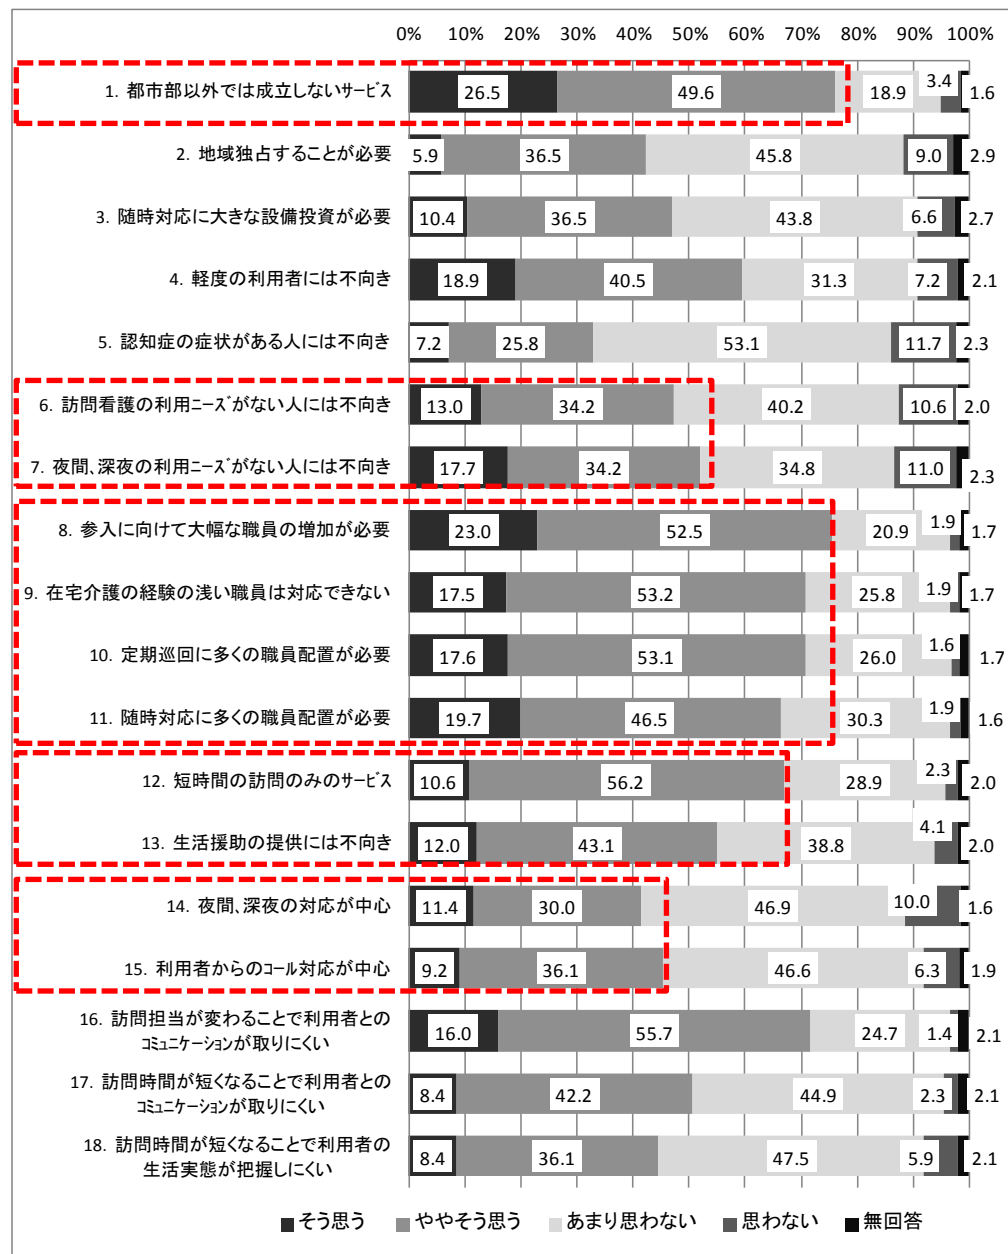 0% 10% 20% 30% 40% 50% 60% 70% 80% 90% 100%
1. 都市部以外では成立しないサービス 26.5 49.6 18.9 3.4 1.6
2. 地域独占することが必要 5.9 36.5 45.8 9.0 2.9
3. 随時対応に大きな設備投資が必要 10.4 36.5 43.8 6.6 2.7
4. 軽度の利用者には不向き 18.9 40.5 31.3 7.2 2.1
5. 認知症の症状がある人には不向き 7.2 25.8 53.1 11.7 2.3
6. 訪問看護の利用ニーズがない人には不向き 13.0 34.2 40.2 10.6 2.0
7. 夜間、深夜の利用ニーズがない人には不向き 17.7 34.2 34.8 11.0 2.3
8. 参入に向けて大幅な職員の増加が必要 23.0 52.5 20.9 1.9 1.7
9. 在宅介護の経験の浅い職員は対応できない 17.5 53.2 25.8 1.9 1.7
10. 定期巡回に多くの職員配置が必要 17.6 53.1 26.0 1.6 1.7
11. 随時対応に多くの職員配置が必要 19.7 46.5 30.3 1.9 1.6
12. 短時間の訪問のみのサービス 10.6 56.2 28.9 2.3 2.0
13. 生活援助の提供には不向き 12.0 43.1 38.8 4.1 2.0
14. 夜間、深夜の対応が中心 11.4 30.0 46.9 10.0 1.6
15. 利用者からのコール対応が中心 9.2 36.1 46.6 6.3 1.9
16. 訪問担当が変わることで利用者との
コミュニケーションが取りにくい 16.0 55.7 24.7 1.4 2.1
17. 訪問時間が短くなることで利用者との
コミュニケーションが取りにくい 8.4 42.2 44.9 2.3 2.1
18. 訪問時間が短くなることで利用者の
生活実態が把握しにくい 8.4 36.1 47.5 5.9 2.1
そう思う ややそう思う あまり思わない 思わない 無回答